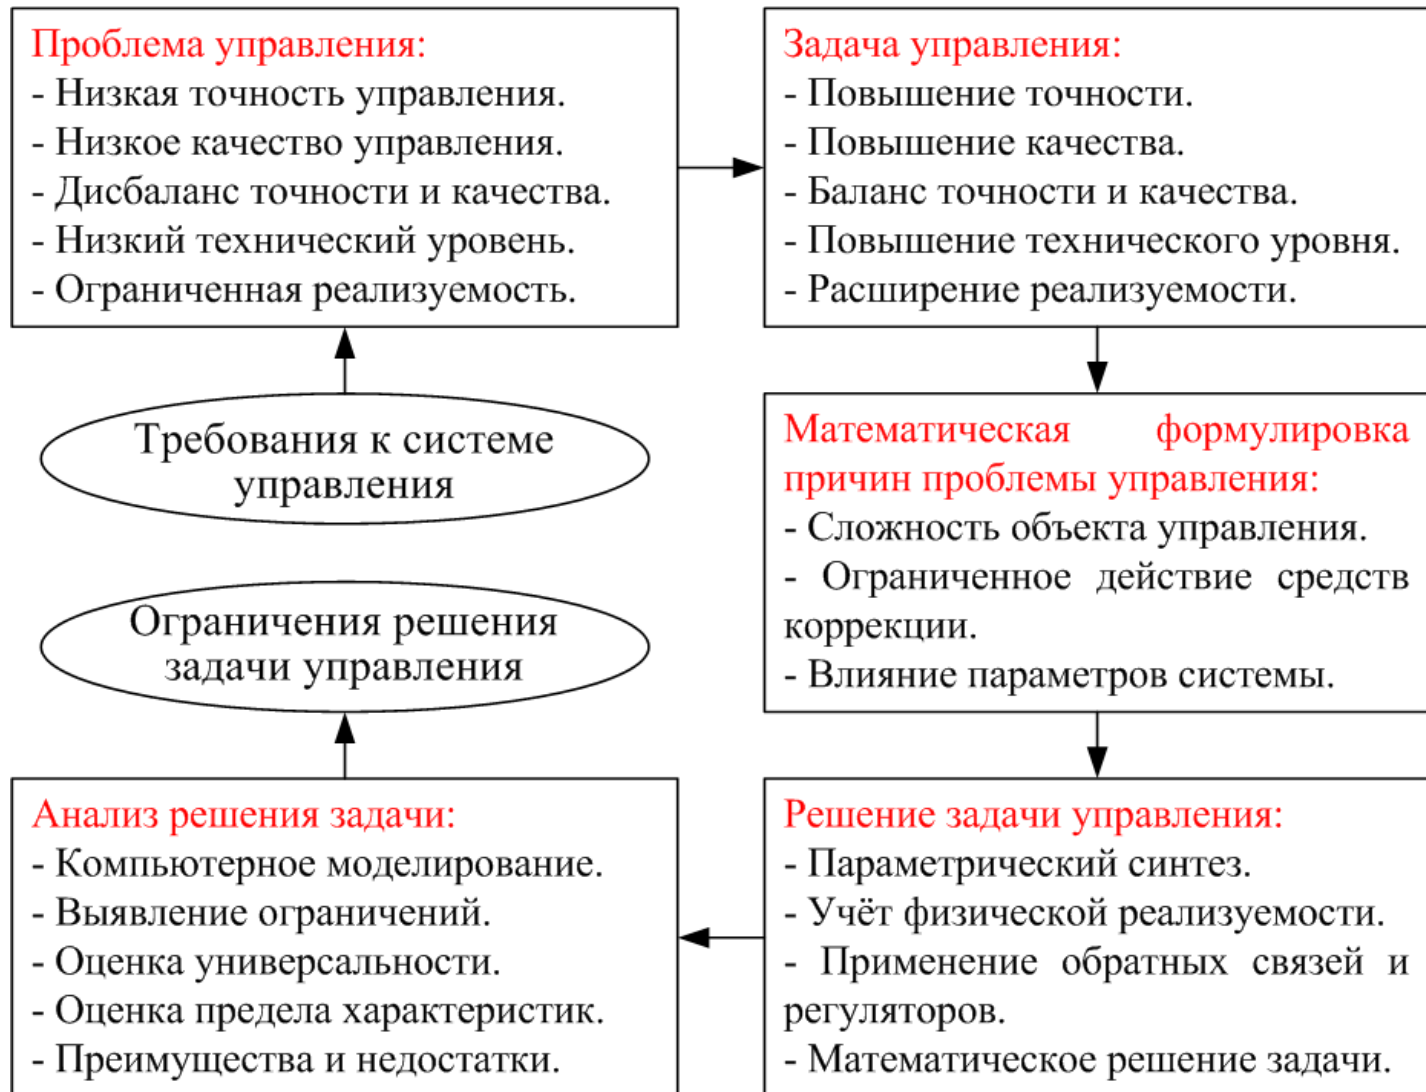 Проблема управления:
- Низкая точность управления.
- Низкое качество управления.
- Дисбаланс точности и качества.
- Низкий технический уровень.
- Ограниченная реализуемость.
Задача управления:
- Повышение точности.
- Повышение качества.
- Баланс точности и качества.
- Повышение технического уровня.
- Расширение реализуемости.
Требования к системе
управления
Математическая формулировка
причин проблемы управления:
- Сложность объекта управления.
- Ограниченное действие средств
коррекции.
- Влияние параметров системы.
Ограничения решения
задачи управления
Решение задачи управления:
- Параметрический синтез.
- Учёт физической реализуемости.
- Применение обратных связей и
регуляторов.
- Математическое решение задачи.
Анализ решения задачи:
- Компьютерное моделирование.
- Выявление ограничений.
- Оценка универсальности.
- Оценка предела характеристик.
- Преимущества и недостатки.